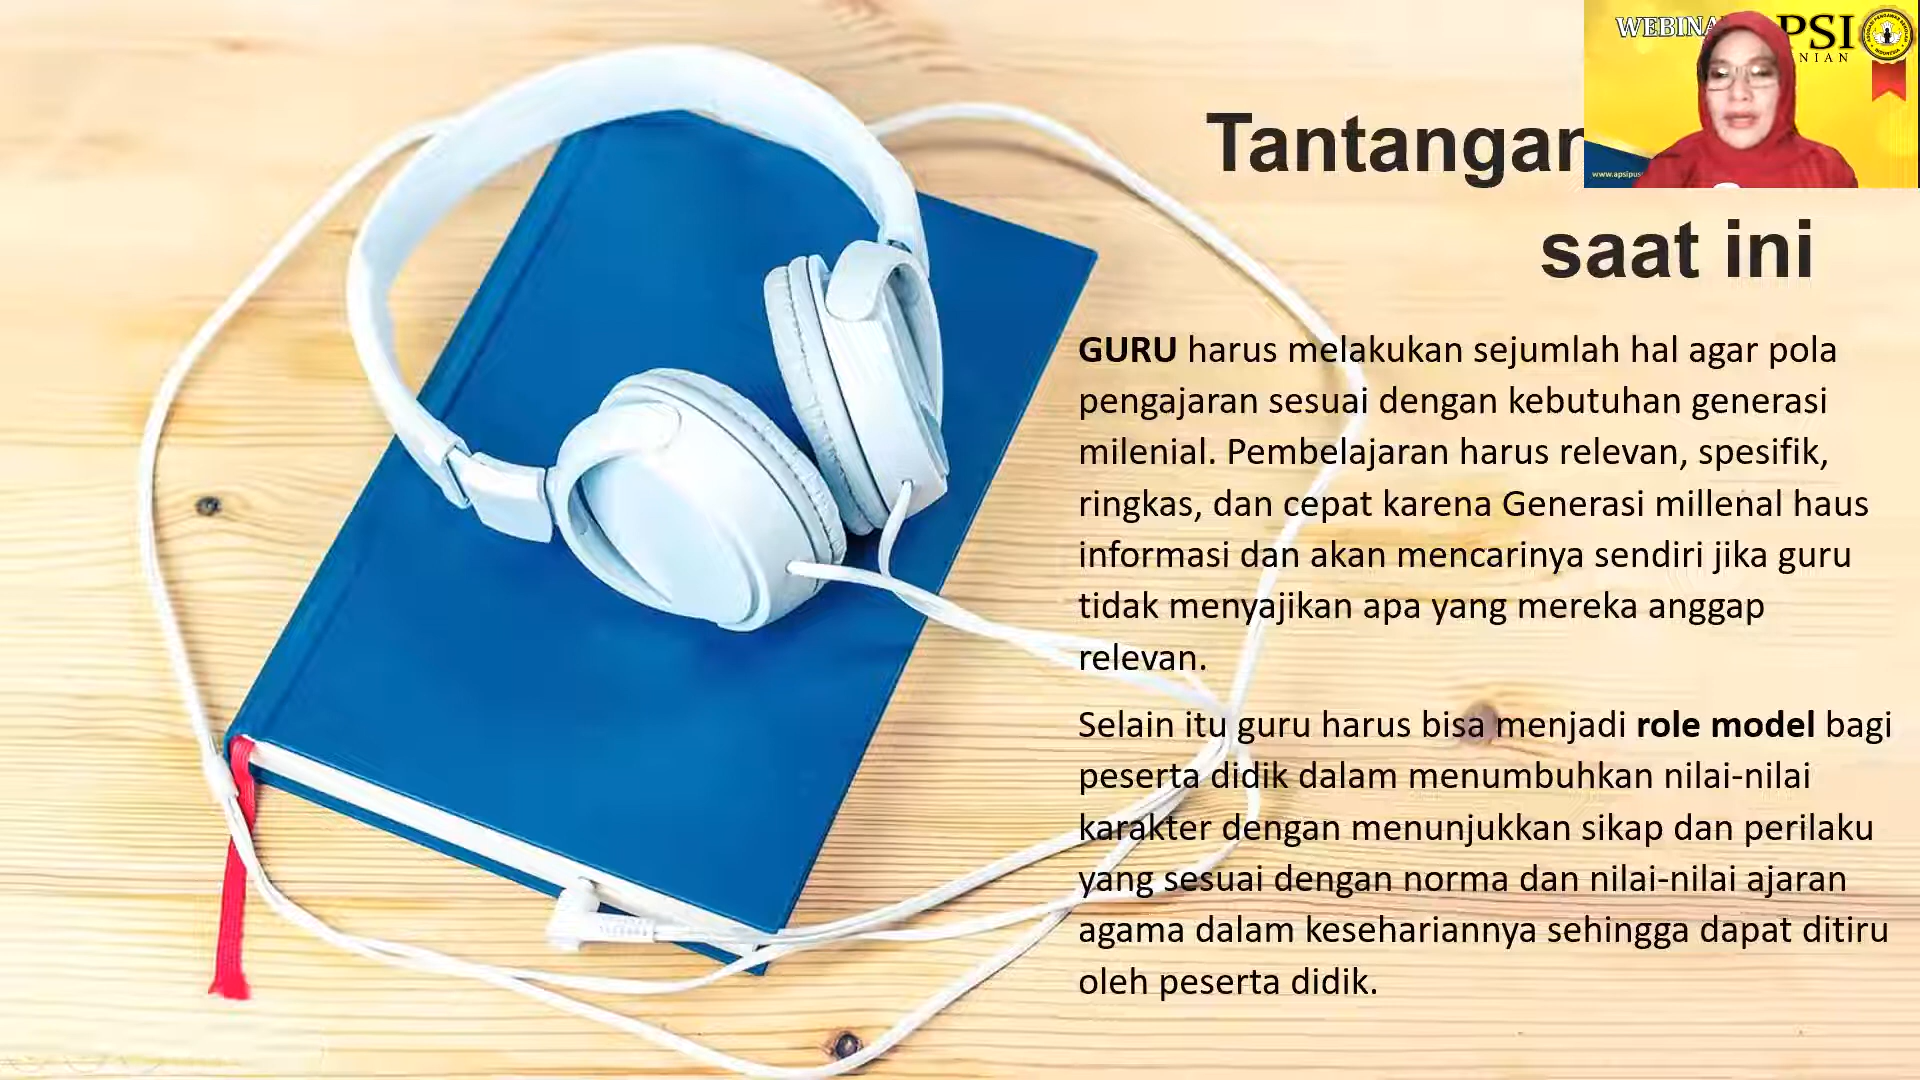 WEBINA
PSI
NIAN
www.apsipus
Tantangan
saat ini
GURU harus melakukan sejumlah hal agar pola
pengajaran sesuai dengan kebutuhan generasi
milenial. Pembelajaran harus relevan, spesifik,
ringkas, dan cepat karena Generasi millenal haus
informasi dan akan mencarinya sendiri jika guru
tidak menyajikan apa yang mereka anggap
relevan.
Selain itu guru harus bisa menjadi role model bagi
peserta didik dalam menumbuhkan nilai-nilai
karakter dengan menunjukkan sikap dan perilaku
yang sesuai dengan norma dan nilai-nilai ajaran
agama dalam kesehariannya sehingga dapat ditiru
oleh peserta didik.